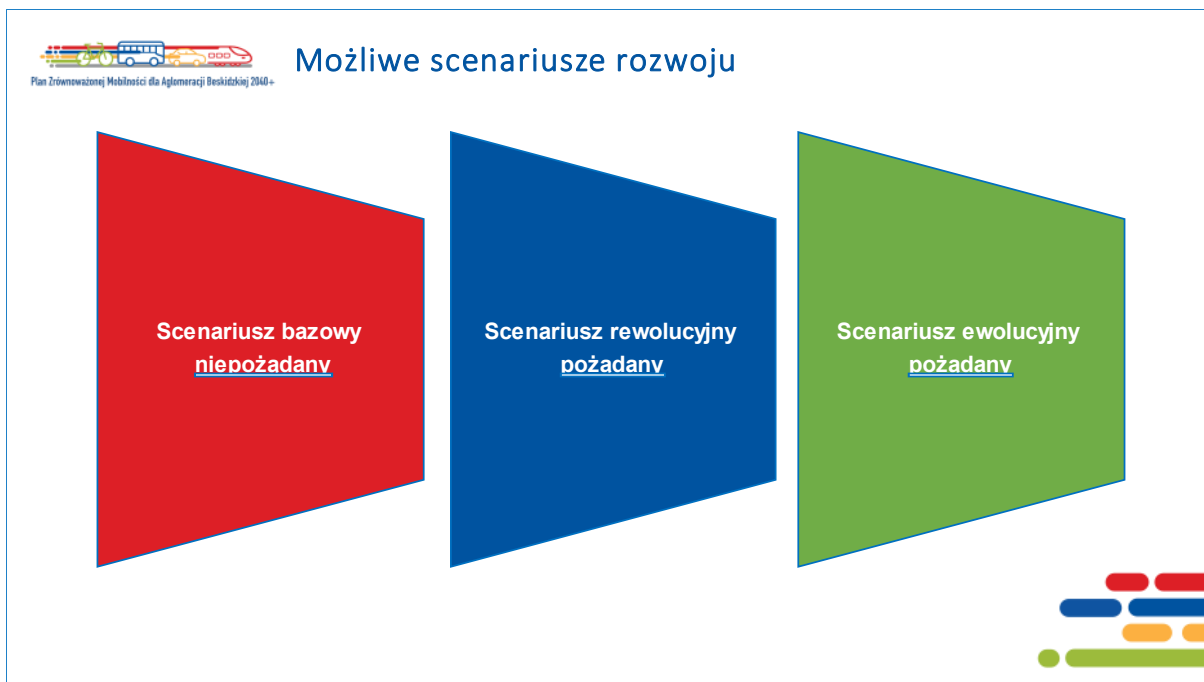 Możliwe scenariusze rozwoju
Plan Zrównoważonej Mobilności dla Aglomeracji Beskidzkiej 2040+
Scenariusz bazowy
niepożądany
Scenariusz rewolucyjny
pożądany
Scenariusz ewolucyjny
pożądany